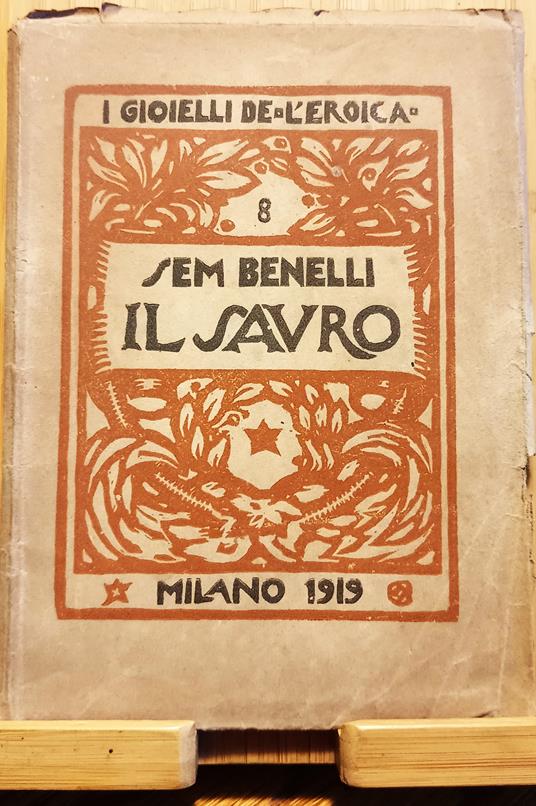 I GIOIELLI DE L'EROICA
8
SEM BENELLI
IL SAVRO
MILANO 1919